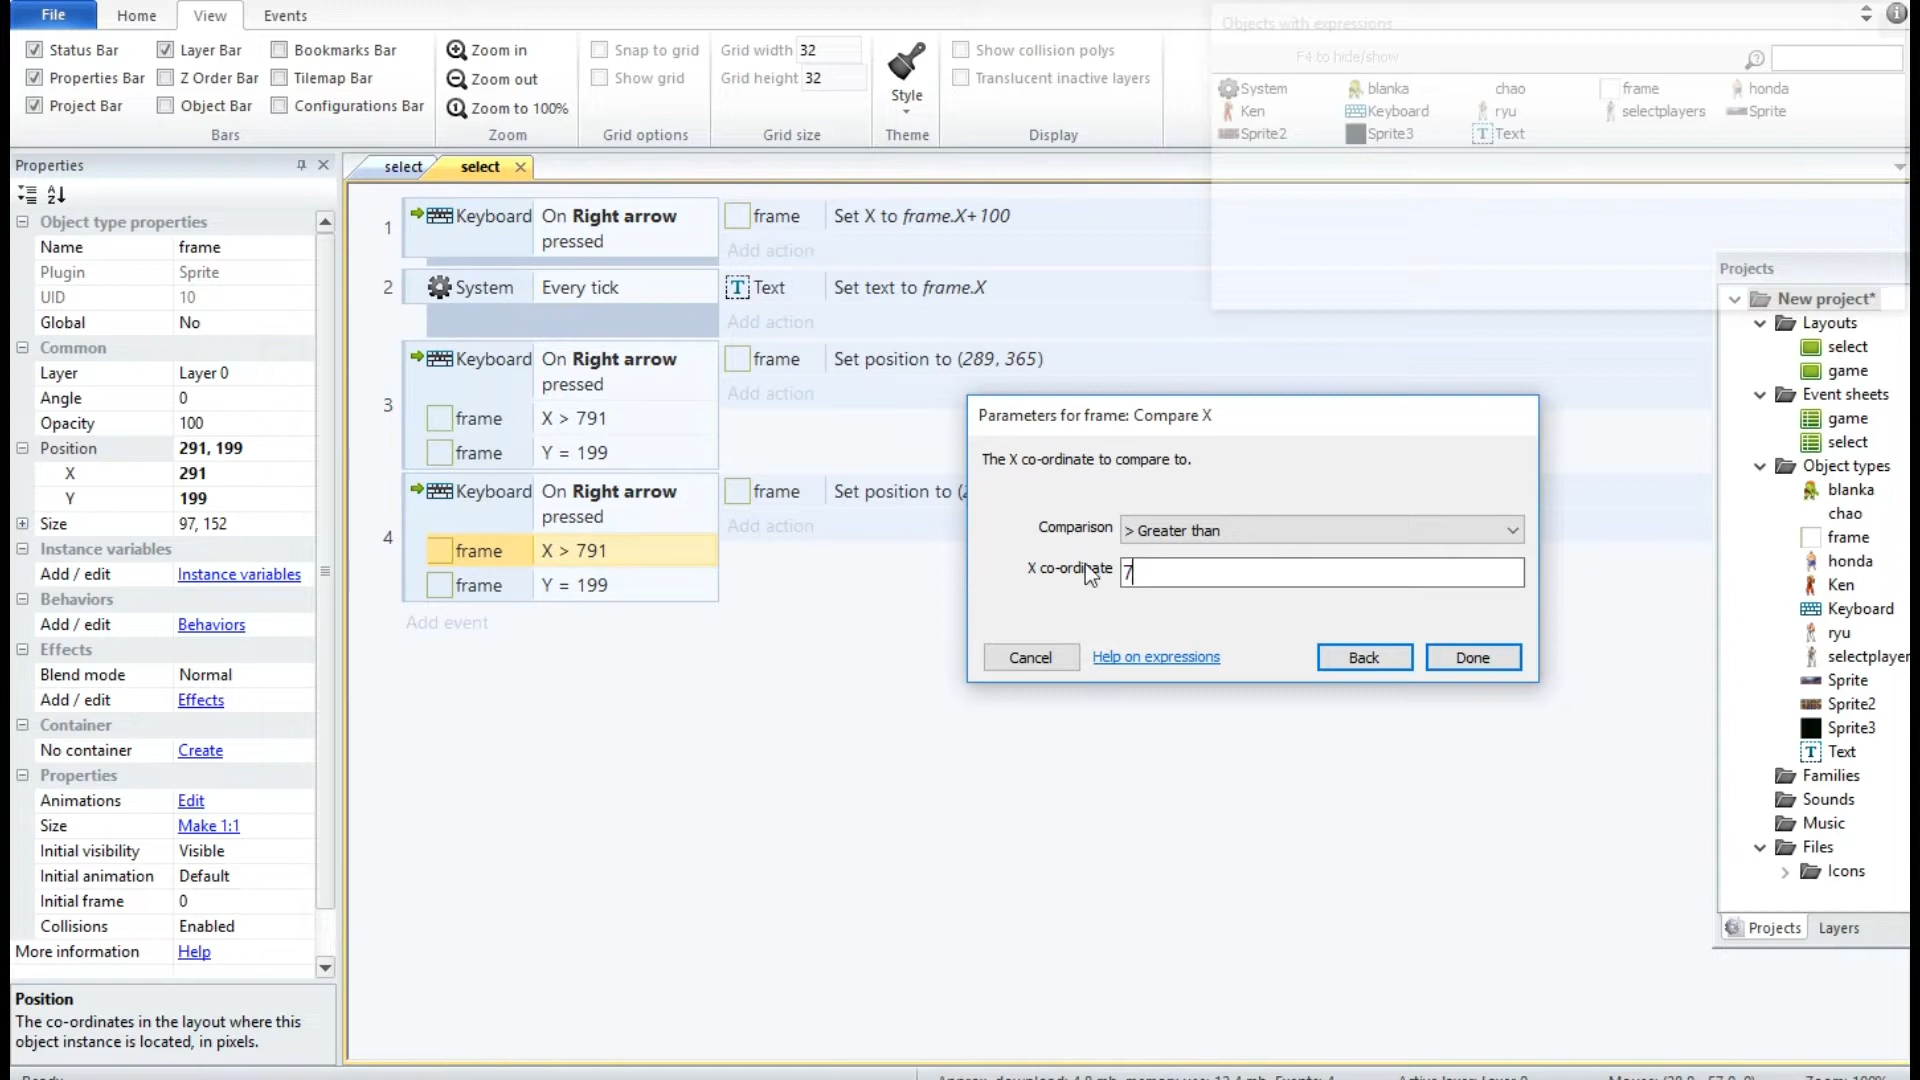 File Home View Events
Objects with expressions
Status Bar Layer Bar Bookmarks Bar
Properties Bar Z Order Bar Tilemap Bar
Project Bar Object Bar Configurations Bar
Bars
Zoom in
Zoom out
Zoom to 100%
Zoom
Snap to grid
Show grid
Grid options
Grid width 32
Grid height 32
Grid size
Style
Theme
Show collision polys
Translucent inactive layers
Display
F4 to hide/show
System blanka chao frame honda
Ken Keyboard ryu selectplayers Sprite
Sprite2 Sprite3 Text
Properties
Object type properties
Name frame
Plugin Sprite
UID 10
Global No
Common
Layer Layer 0
Angle 0
Opacity 100
Position 291, 199
X 291
Y 199
Size 97, 152
Instance variables
Add / edit Instance variables
Behaviors
Add / edit Behaviors
Effects
Blend mode Normal
Add / edit Effects
Container
No container Create
Properties
Animations Edit
Size Make 1:1
Initial visibility Visible
Initial animation Default
Initial frame 0
Collisions Enabled
More information Help
Position
The co-ordinates in the layout where this
object instance is located, in pixels.
select select
1 Keyboard On Right arrow pressed frame Set X to frame.X+100
Add action
2 System Every tick Text Set text to frame.X
Add action
3 Keyboard On Right arrow pressed frame Set position to (289, 365)
Add action
frame X > 791
frame Y = 199
4 Keyboard On Right arrow pressed frame Set position to (2
Add action
frame X > 791
frame Y = 199
Add event
Parameters for frame: Compare X
The X co-ordinate to compare to.
Comparison > Greater than
X co-ordinate 7
Cancel Help on expressions Back Done
Projects
New project*
Layouts
select
game
Event sheets
game
select
Object types
blanka
chao
frame
honda
Ken
Keyboard
ryu
selectplayer
Sprite
Sprite2
Sprite3
Text
Families
Sounds
Music
Files
Icons
Projects Layers